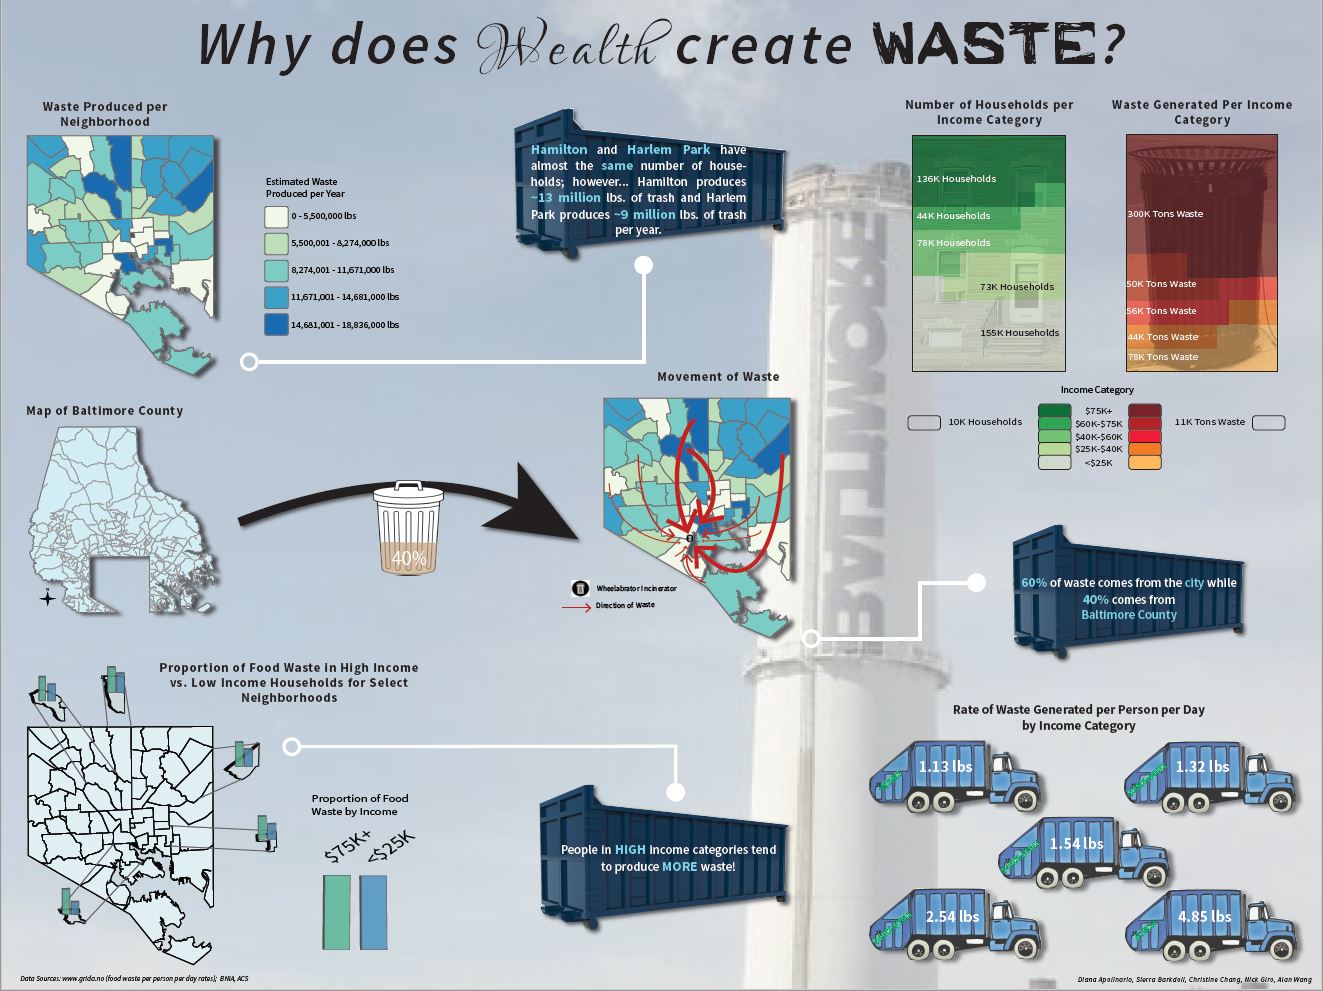 Why does Wealth create WASTE?
Waste Produced per
Neighborhood
Estimated Waste
Produced per Year
0 - 5,500,000 lbs
5,500,001 - 8,274,000 lbs
8,274,001 - 11,671,000 lbs
11,671,001 - 14,681,000 lbs
14,681,001 - 18,836,000 lbs
Hamilton and Harlem Park have
almost the same number of house-
holds; however... Hamilton produces
~13 million lbs. of trash and Harlem
Park produces ~9 million lbs. of trash
per year.
Number of Households per
Income Category
136K Households
44K Households
78K Households
73K Households
155K Households
Waste Generated Per Income
Category
300K Tons Waste
50K Tons Waste
56K Tons Waste
44K Tons Waste
78K Tons Waste
Income Category
10K Households
$75K+
$60K-$75K
$40K-$60K
$25K-$40K
<$25K
11K Tons Waste
Map of Baltimore County
40%
Movement of Waste
Wheelabrator Incinerator
Direction of Waste
BALTIMORE
60% of waste comes from the city while
40% comes from
Baltimore County
Proportion of Food Waste in High Income
vs. Low Income Households for Select
Neighborhoods
Proportion of Food
Waste by Income
$75K+
<$25K
People in HIGH income categories tend
to produce MORE waste!
Rate of Waste Generated per Person per Day
by Income Category
1.13 lbs
1.32 lbs
1.54 lbs
2.54 lbs
4.85 lbs
Data Sources: www.grida.no (food waste per person per day rates); BNIA, ACS
Diana Apolinario, Sierra Barkdoll, Christine Chang, Nick Giro, Alan Wang